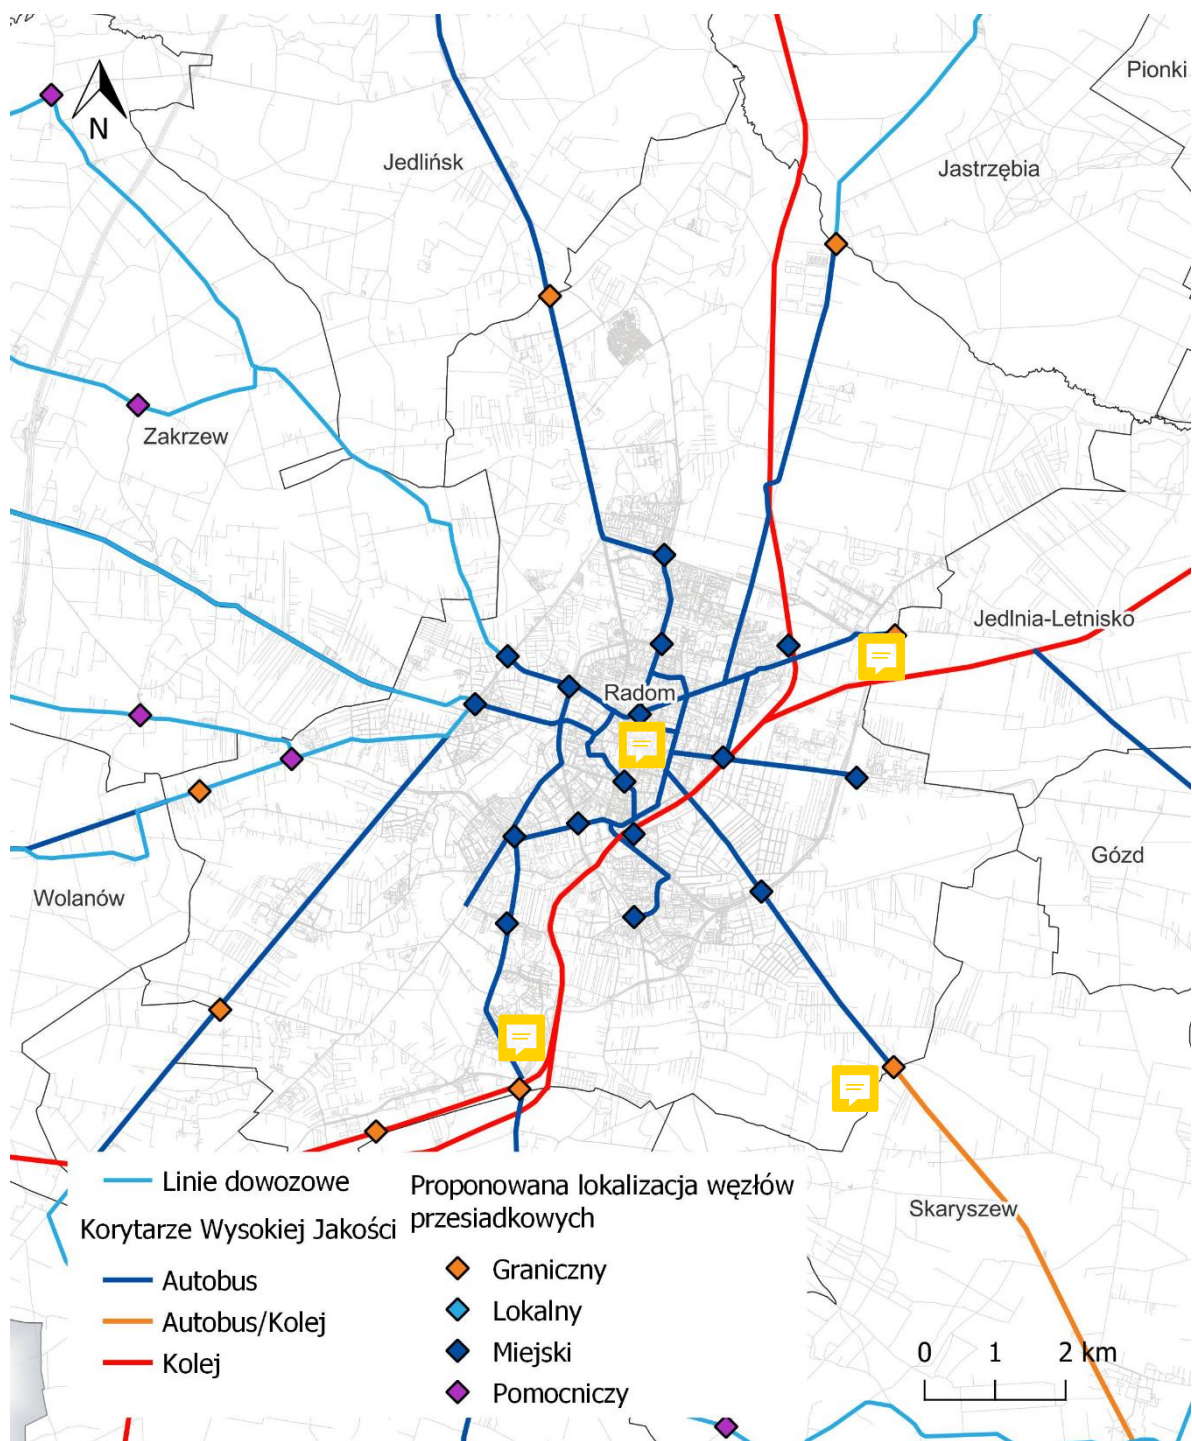 Pionki
N
Jedlińsk
Jastrzębia
Zakrzew
Jedlnia-Letnisko
Radom
Gózd
Wolanów
Linie dowozowe
Korytarze Wysokiej Jakości
Autobus
Autobus/Kolej
Kolej
Proponowana lokalizacja węzłów
przesiadkowych
Graniczny
Lokalny
Miejski
Pomocniczy
Skaryszew
0 1 2 km